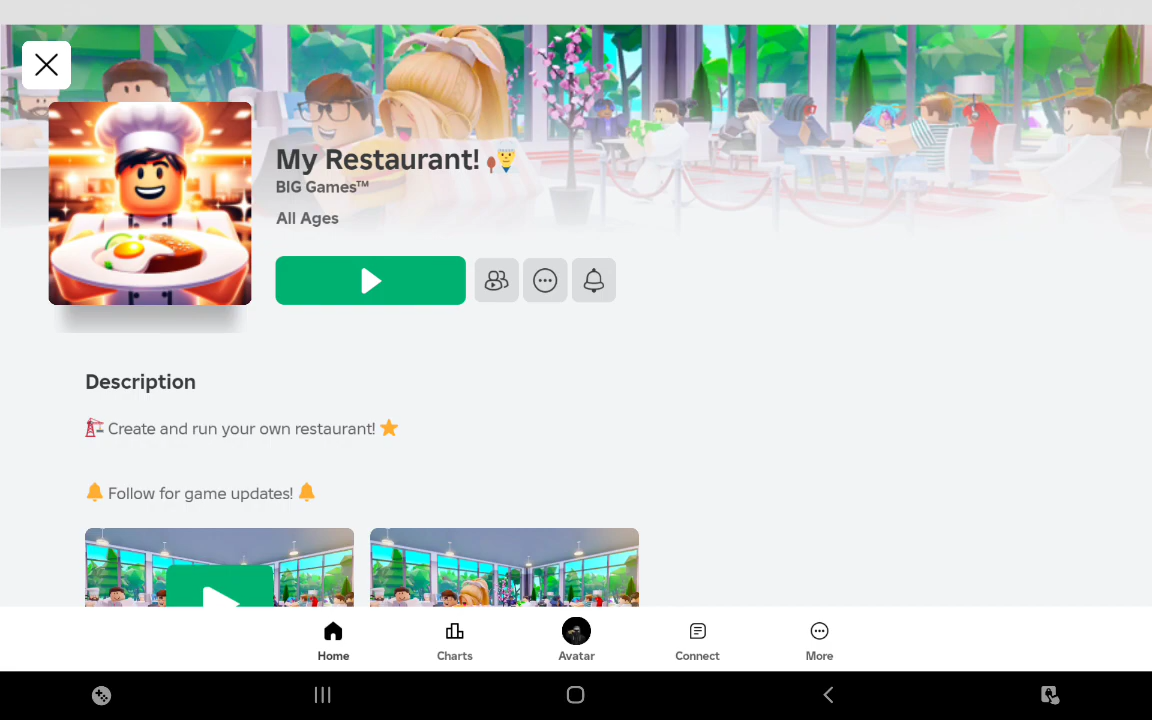 My Restaurant!
BIG Games™
All Ages
Description
Create and run your own restaurant!
Follow for game updates!
Home
Charts
Avatar
Connect
More